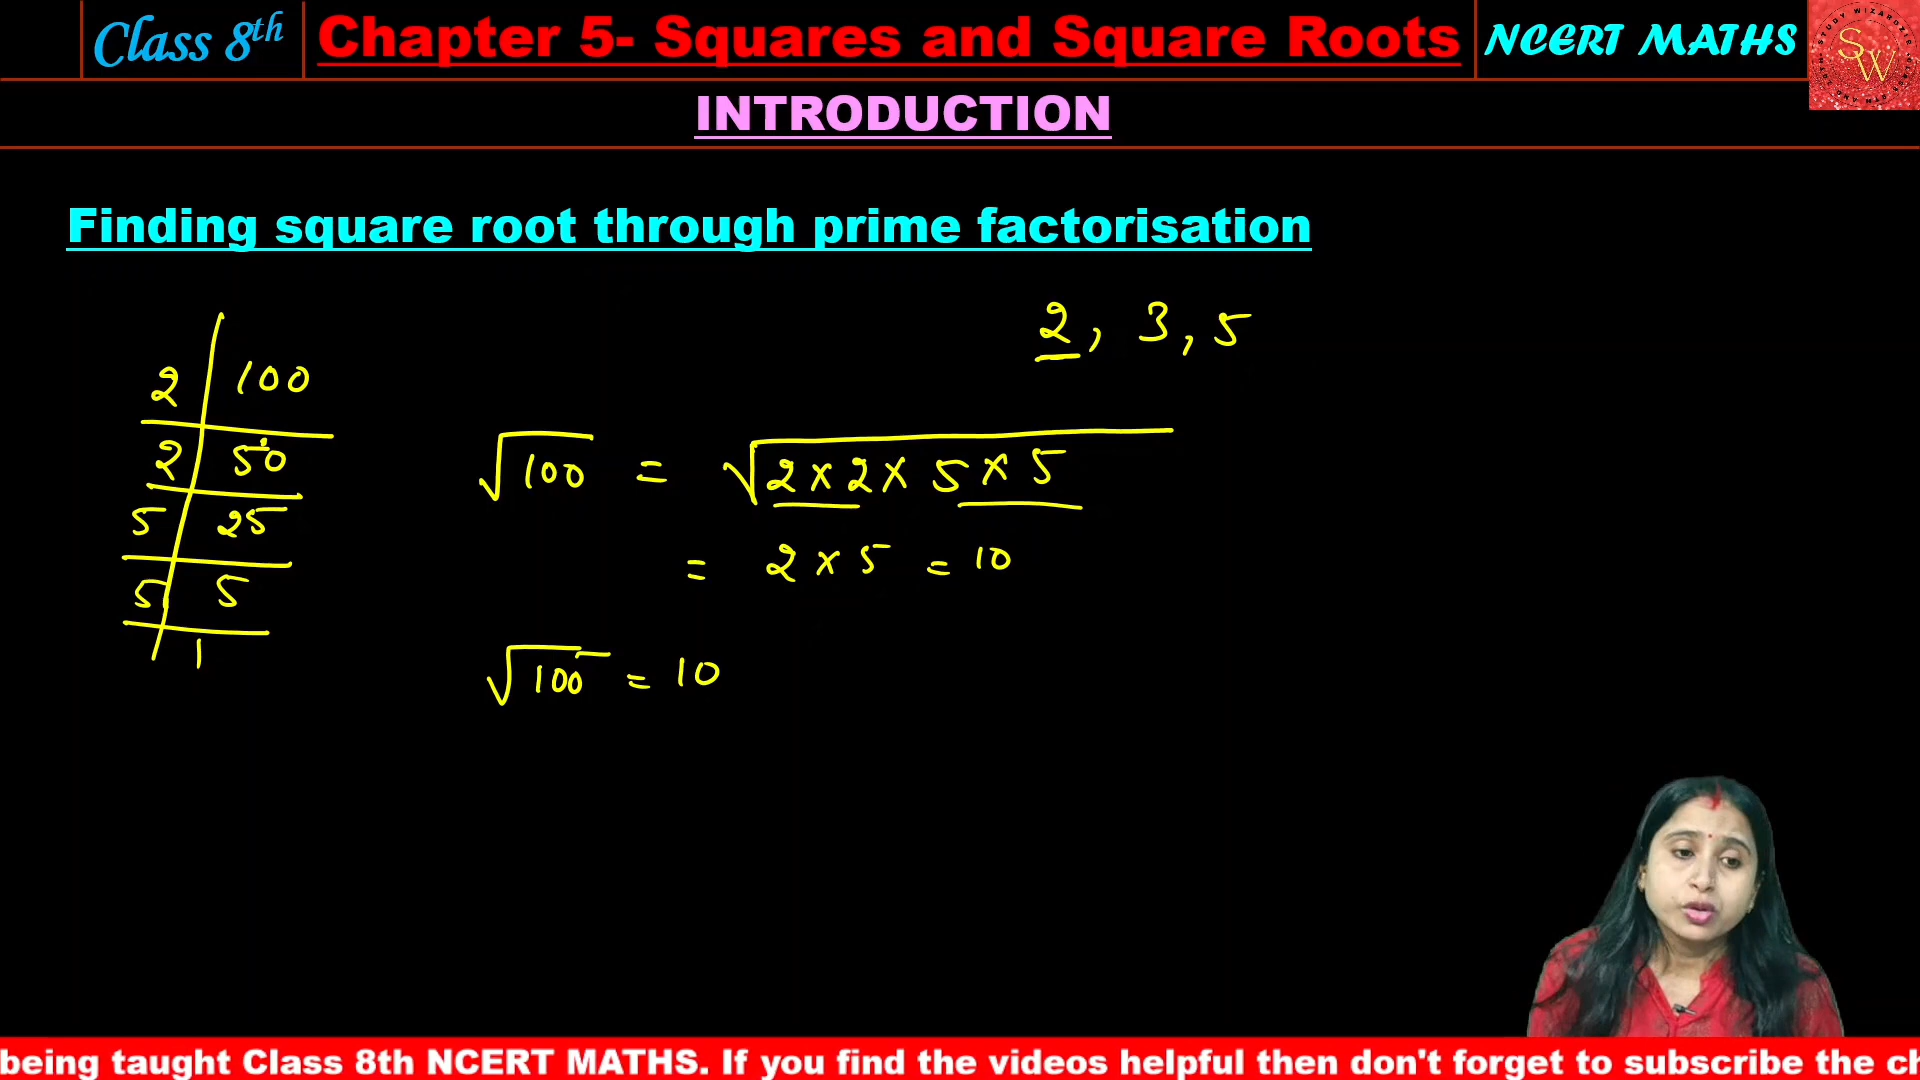 Class 8th
Chapter 5- Squares and Square Roots
NCERT MATHS
SW
INTRODUCTION
Finding square root through prime factorisation
2, 3, 5
2 | 100
2 | 50
5 | 25
5 | 5
1
√100 = √2 × 2 × 5 × 5
= 2 × 5 = 10
√100 = 10
being taught Class 8th NCERT MATHS. If you find the videos helpful then don't forget to subscribe the ch